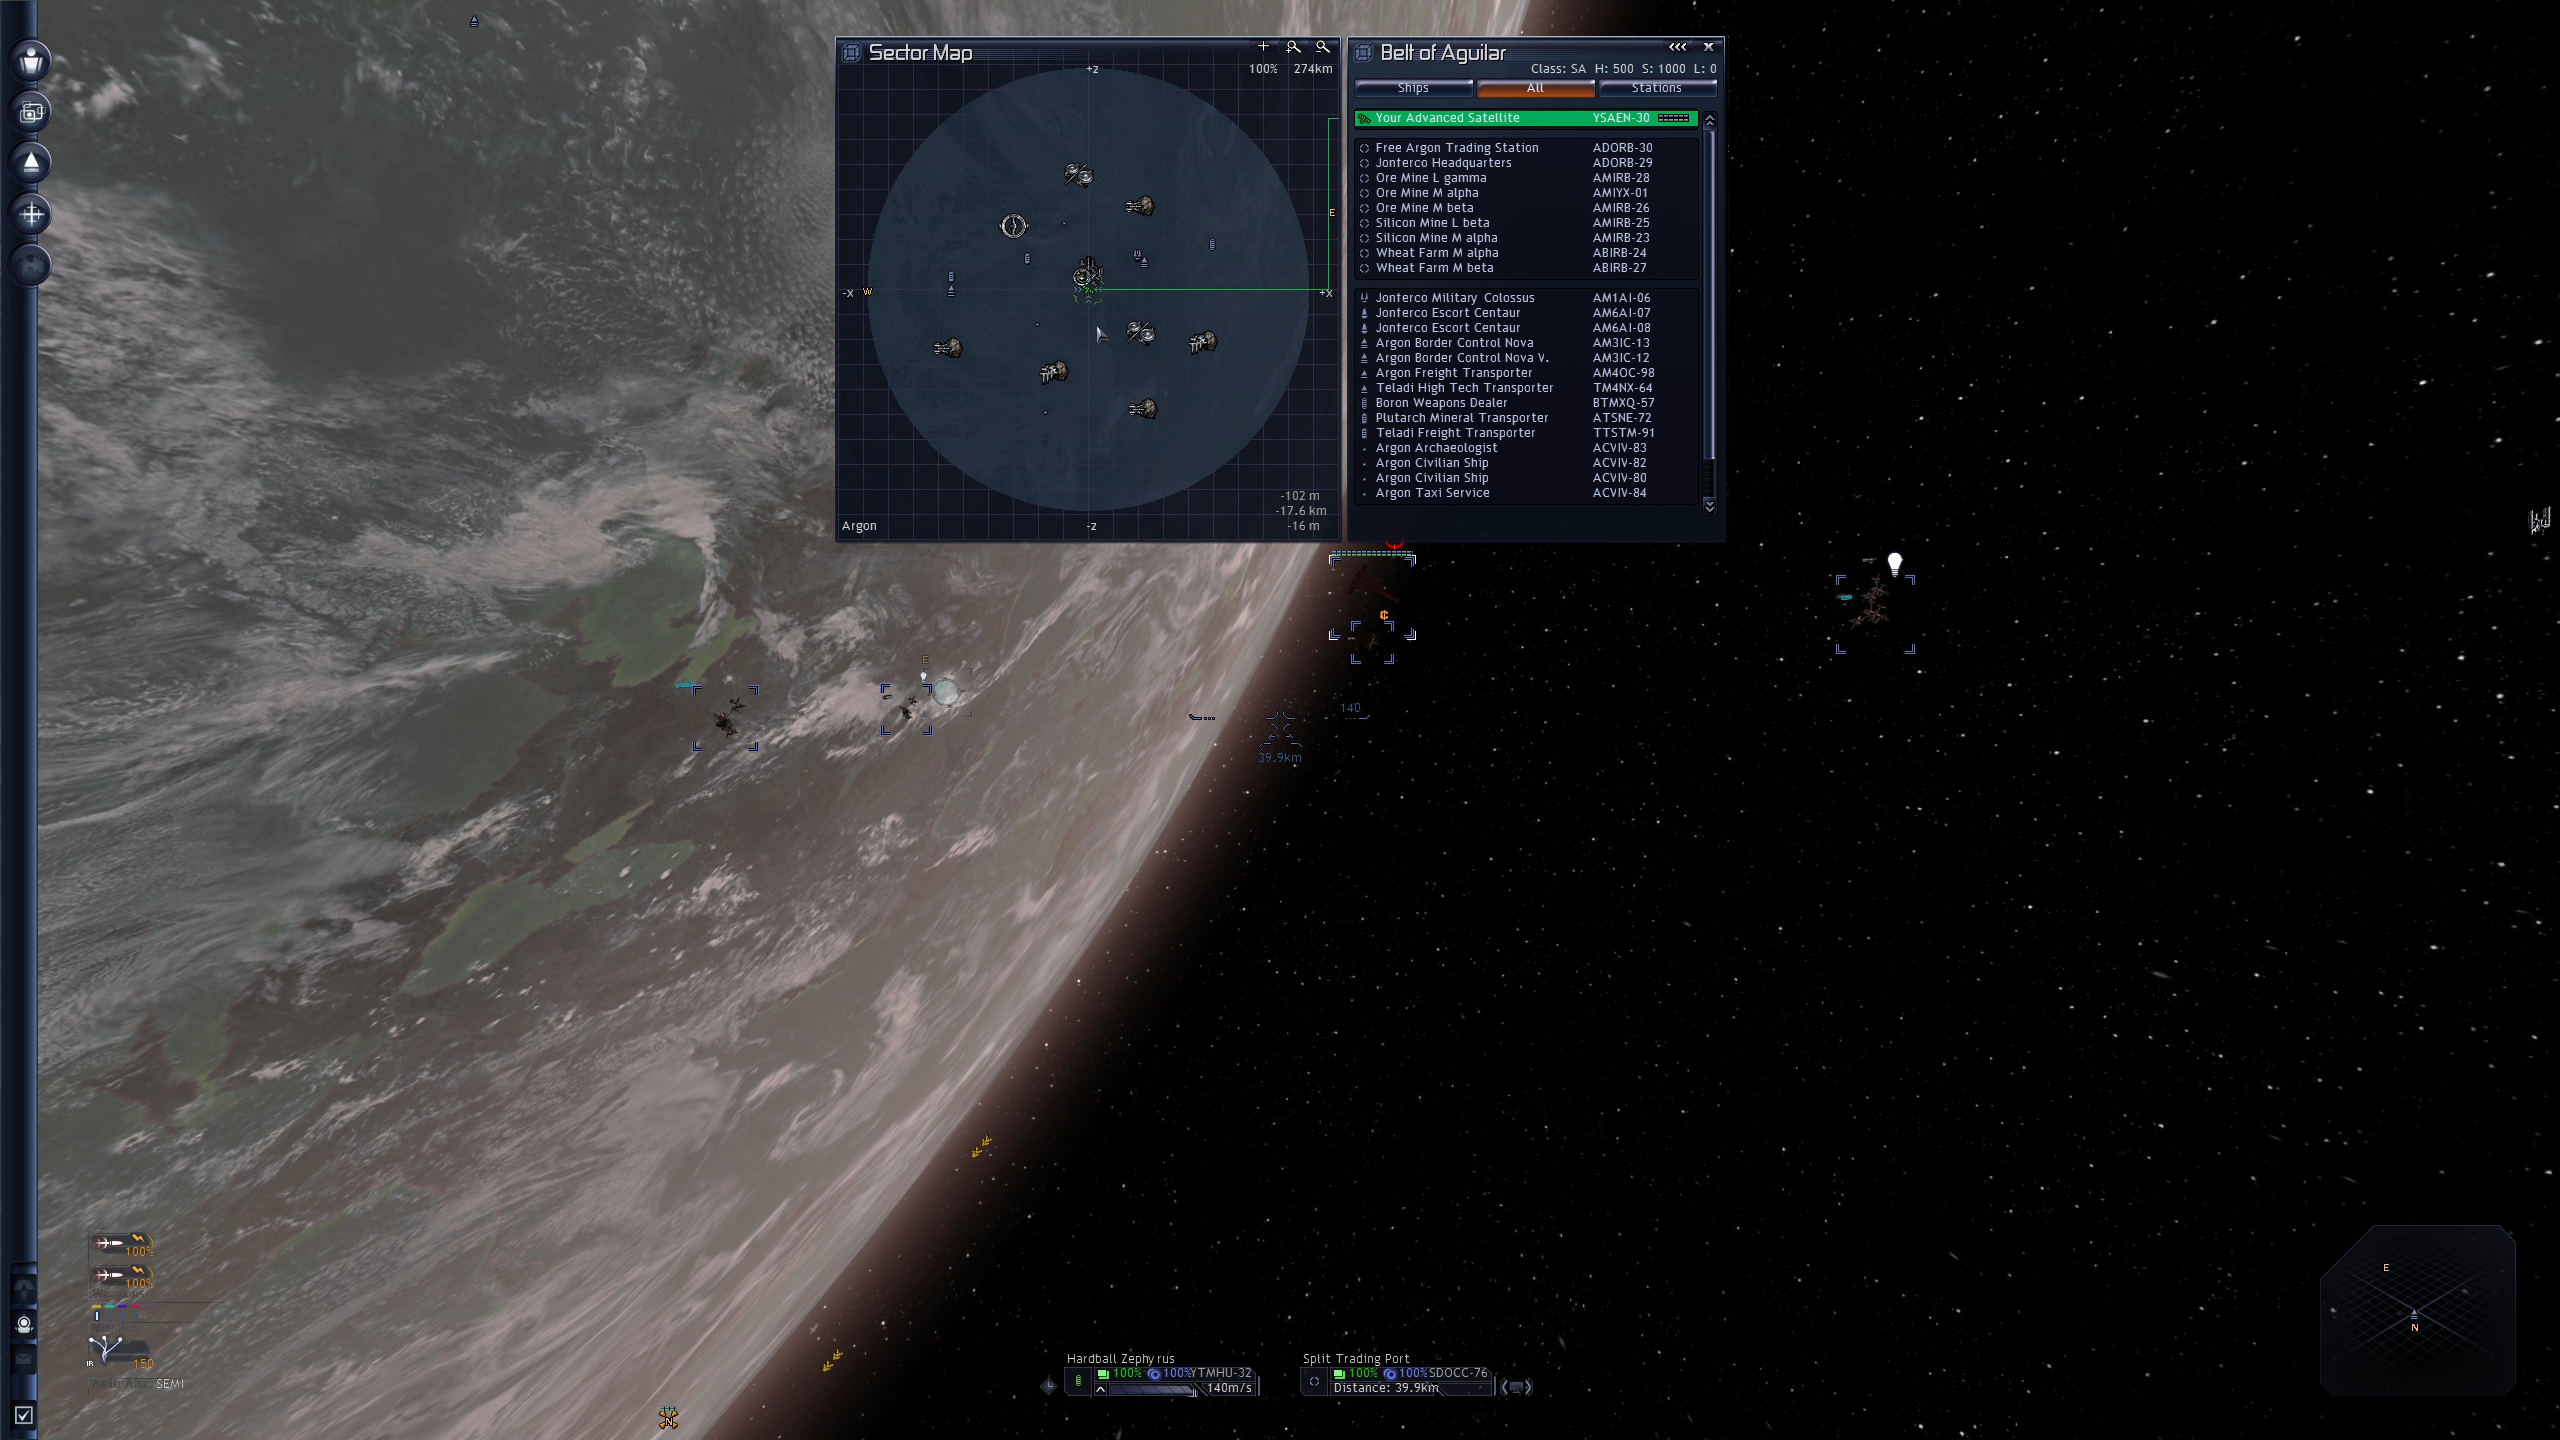 Sector Map
100% 274km
+z
E
-x W
+x
-102 m
-17.6 km
-16 m
Argon
-z
Belt of Aguilar
Class: SA H: 500 S: 1000 L: 0
Ships All Stations
Your Advanced Satellite YSAEN-30
Free Argon Trading Station ADORB-30
Jonferco Headquarters ADORB-29
Ore Mine L gamma AMIRB-28
Ore Mine M alpha AMIYX-01
Ore Mine M beta AMIRB-26
Silicon Mine L beta AMIRB-25
Silicon Mine M alpha AMIRB-23
Wheat Farm M alpha ABIRB-24
Wheat Farm M beta ABIRB-27
Jonferco Military Colossus AM1AI-06
Jonferco Escort Centaur AM6AI-07
Jonferco Escort Centaur AM6AI-08
Argon Border Control Nova AM3IC-13
Argon Border Control Nova V. AM3IC-12
Argon Freight Transporter AM4OC-98
Teladi High Tech Transporter TM4NX-64
Boron Weapons Dealer BTMXQ-57
Plutarch Mineral Transporter ATSNE-72
Teladi Freight Transporter TTSTM-91
Argon Archaeologist ACVIV-83
Argon Civilian Ship ACVIV-82
Argon Civilian Ship ACVIV-80
Argon Taxi Service ACVIV-84
E
140
39.9km
100%
100%
IR 150
SEMI
N
Hardball Zephyrus
100% 100% YTMHU-32
140m/s
Split Trading Port
100% 100% SDOCC-76
Distance: 39.9km
E
N